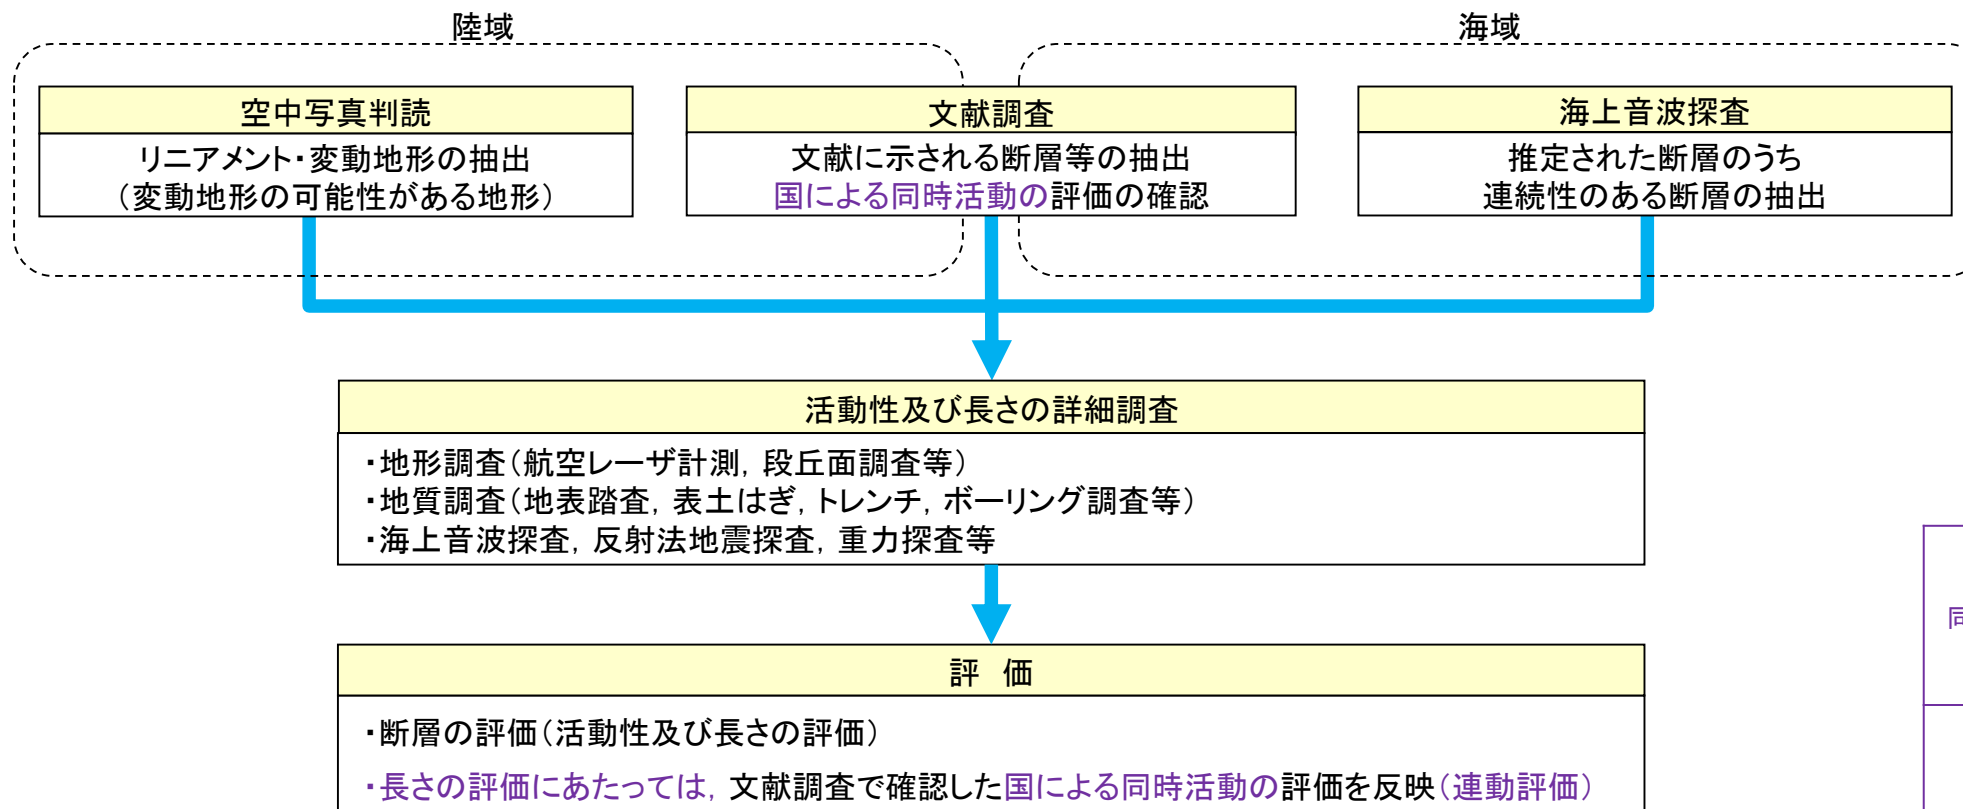 陸域
海域
空中写真判読
リニアメント・変動地形の抽出
（変動地形の可能性がある地形）
文献調査
文献に示される断層等の抽出
国による同時活動の評価の確認
海上音波探査
推定された断層のうち
連続性のある断層の抽出
活動性及び長さの詳細調査
・地形調査（航空レーザ計測，段丘面調査等）
・地質調査（地表踏査，表土はぎ，トレンチ，ボーリング調査等）
・海上音波探査，反射法地震探査，重力探査等
評　価
・断層の評価（活動性及び長さの評価）
・長さの評価にあたっては，文献調査で確認した国による同時活動の評価を反映（連動評価）